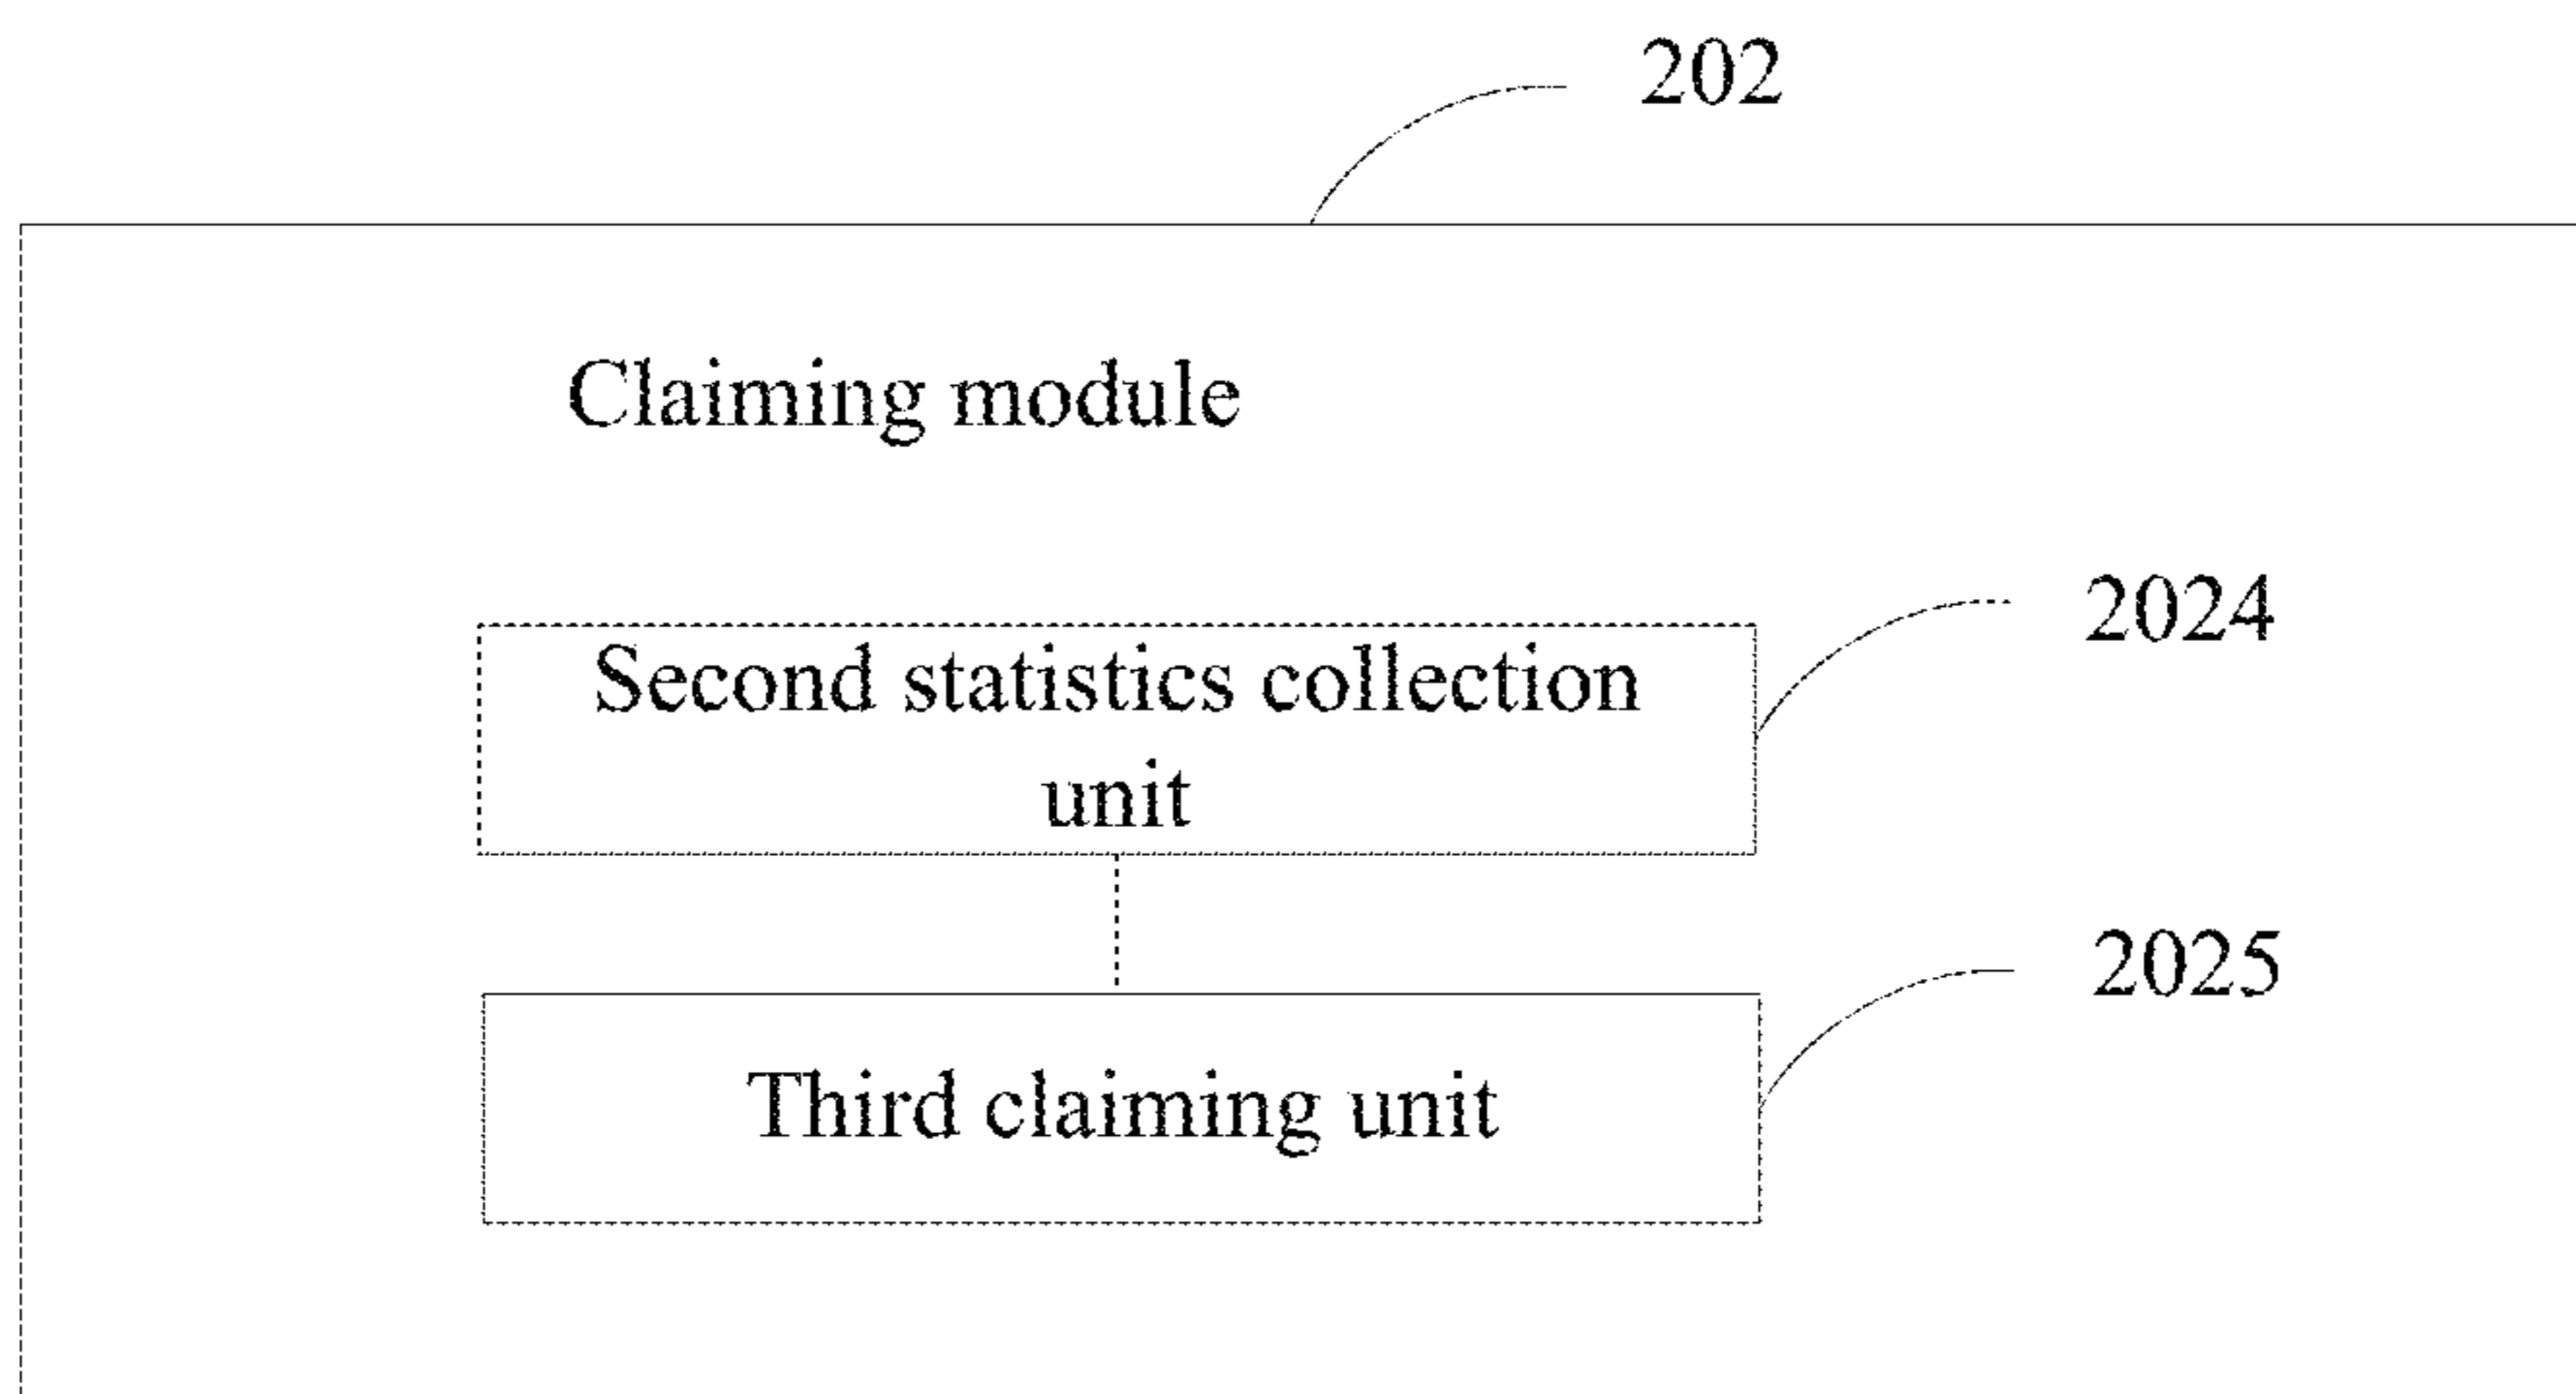 202
Claiming module
2024
Second statistics collection
unit
2025
Third claiming unit